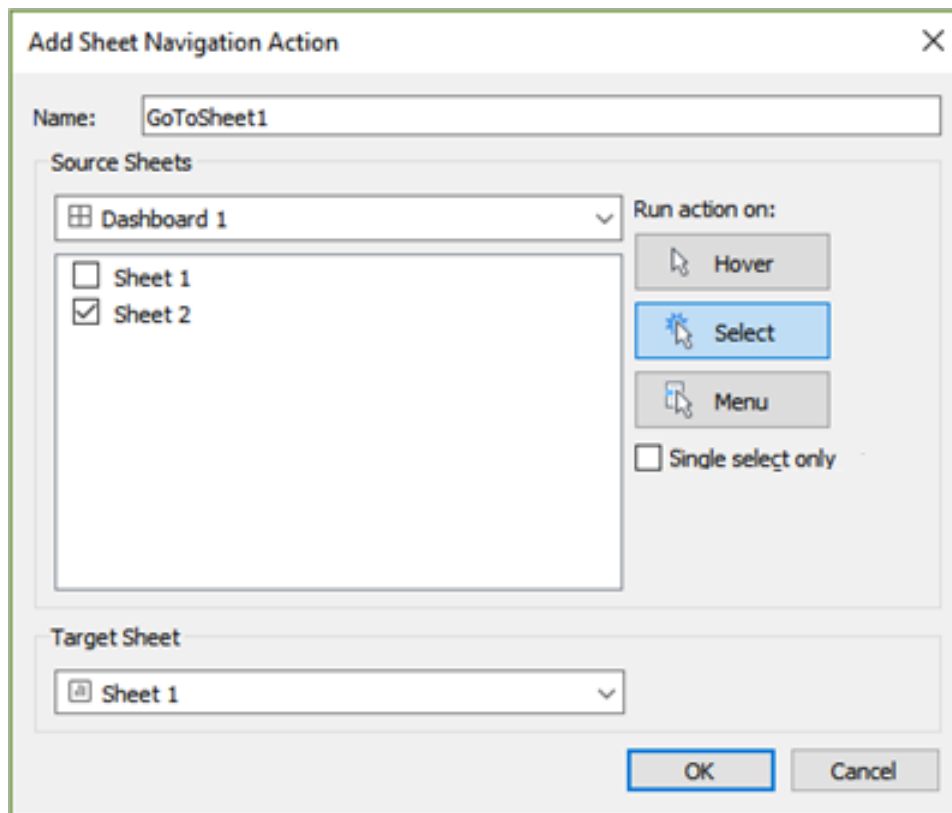 Add Sheet Navigation Action
Name: GoToSheet1
Source Sheets
Dashboard 1
Run action on:
Sheet 1
Sheet 2
Hover
Select
Menu
Single select only
Target Sheet
Sheet 1
OK Cancel